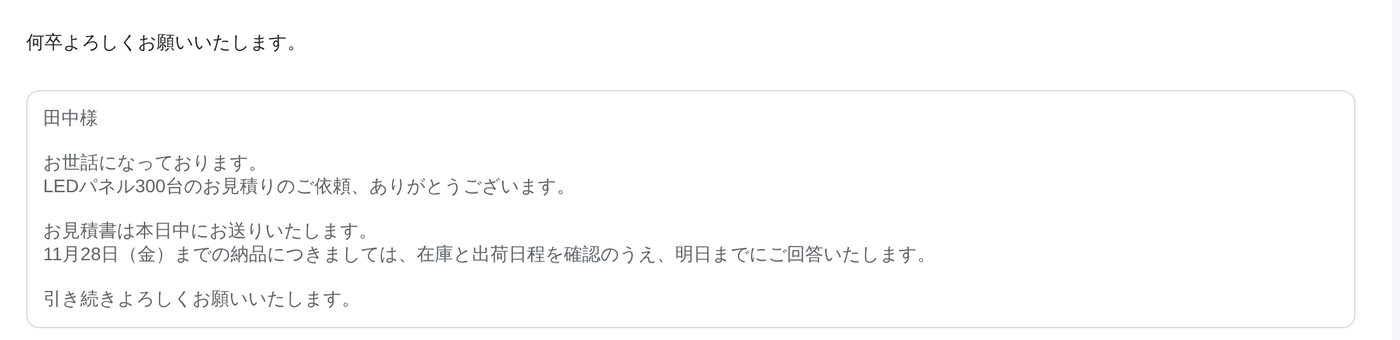 何卒よろしくお願いいたします。
田中様
お世話になっております。
LEDパネル300台のお見積りのご依頼、ありがとうございます。
お見積書は本日中にお送りいたします。
11月28日（金）までの納品につきましては、在庫と出荷日程を確認のうえ、明日までにご回答いたします。
引き続きよろしくお願いいたします。